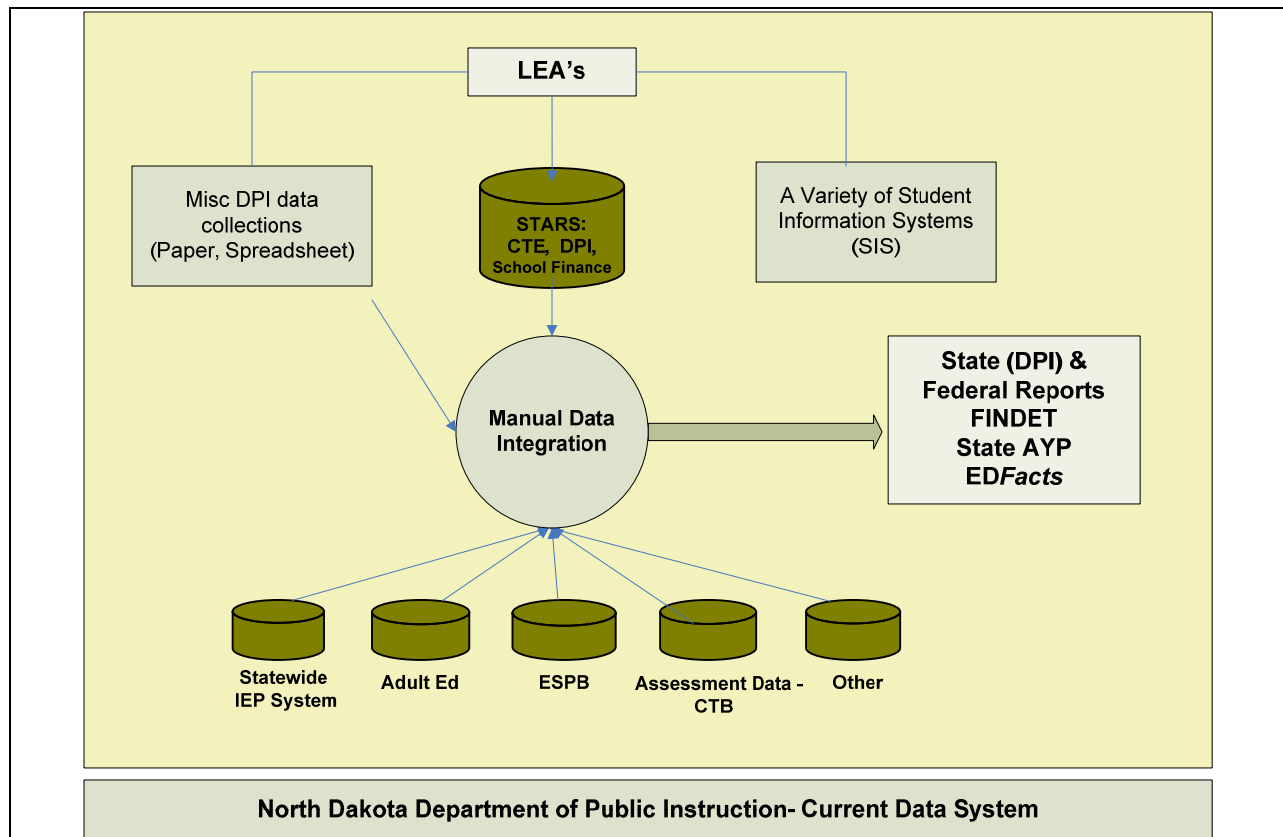 LEA's
Misc DPI data
collections
(Paper, Spreadsheet)
STARS:
CTE, DPI,
School Finance
A Variety of Student
Information Systems
(SIS)
Manual Data
Integration
State (DPI) &
Federal Reports
FINDET
State AYP
EDFacts
Statewide
IEP System
Adult Ed
ESPB
Assessment Data -
CTB
Other
North Dakota Department of Public Instruction- Current Data System